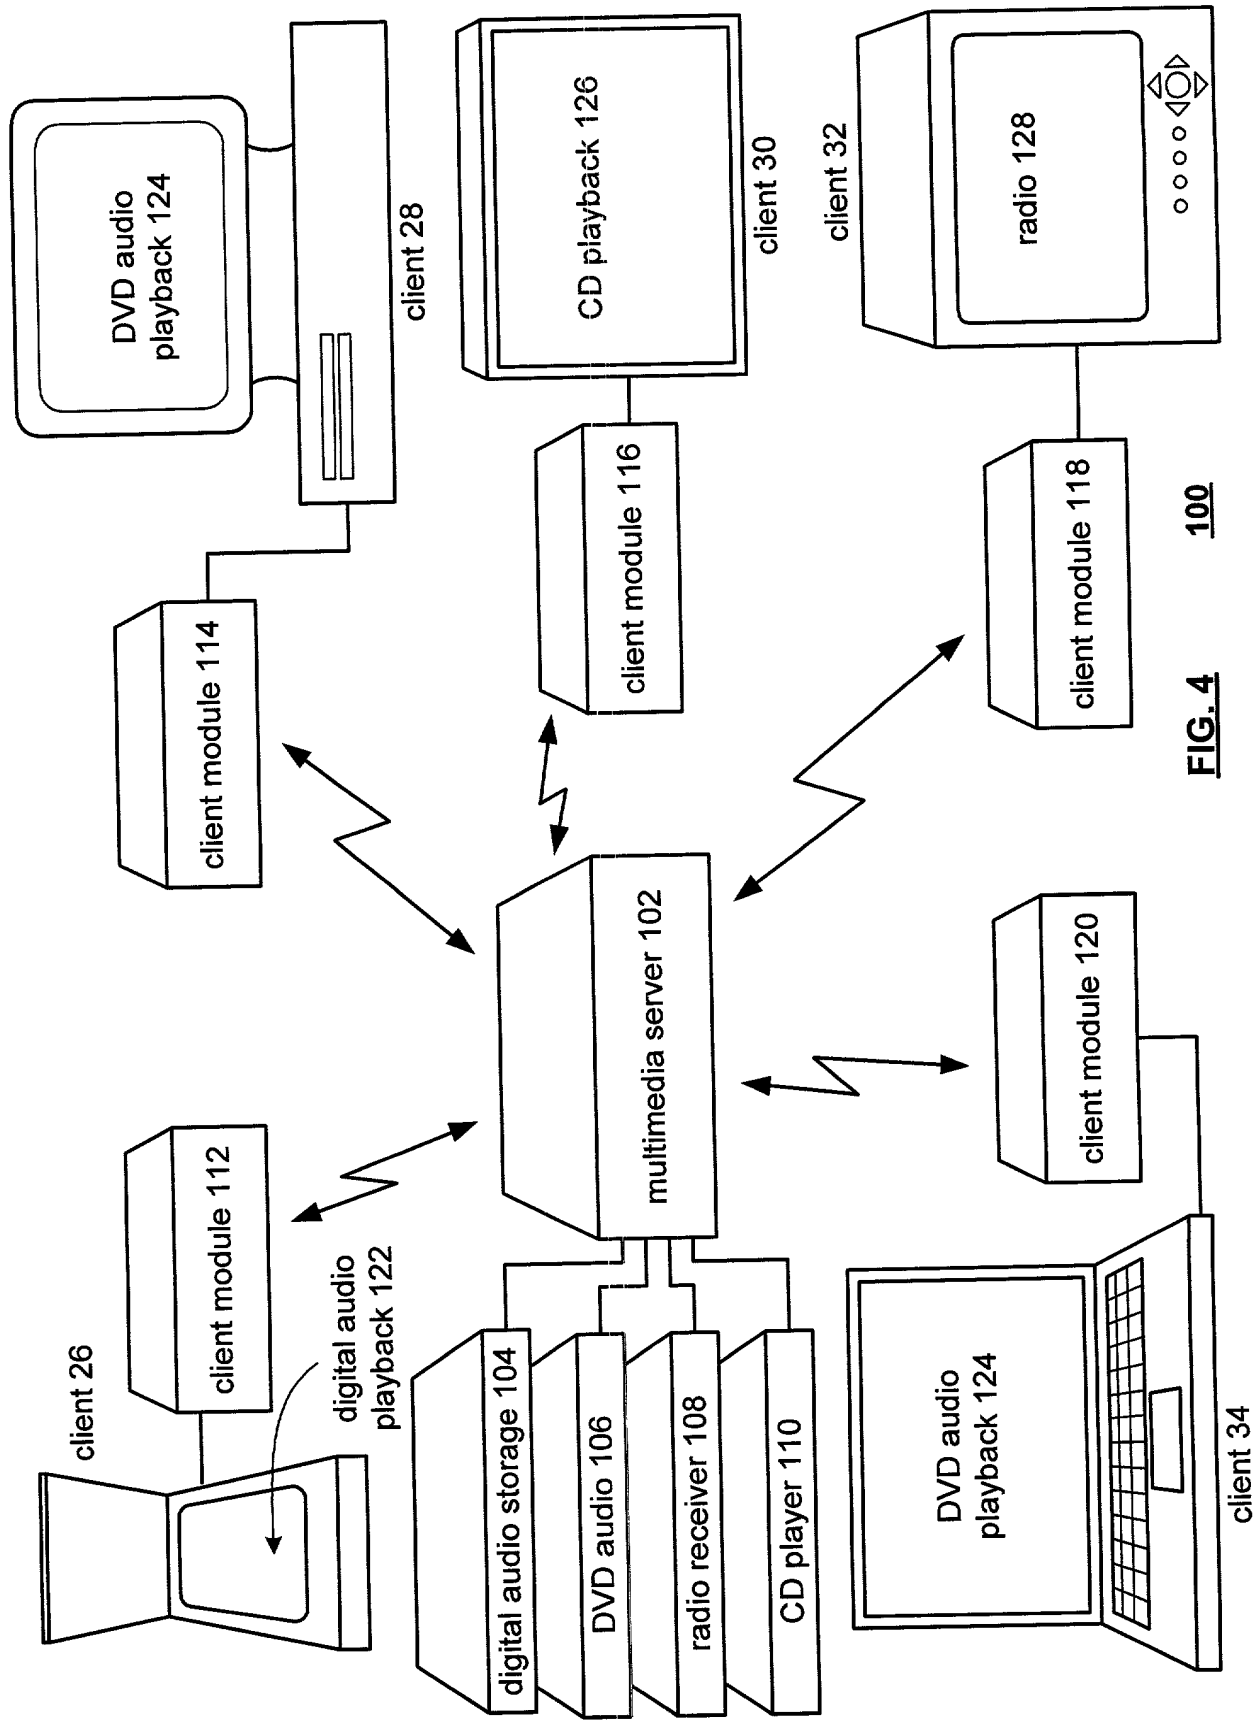 client 26
client module 112
digital audio
playback 122
client module 114
DVD audio
playback 124
client 28
digital audio storage 104
DVD audio 106
radio receiver 108
CD player 110
multimedia server 102
client module 116
CD playback 126
client 30
DVD audio
playback 124
client 34
client module 120
client module 118
client 32
radio 128
FIG. 4
100